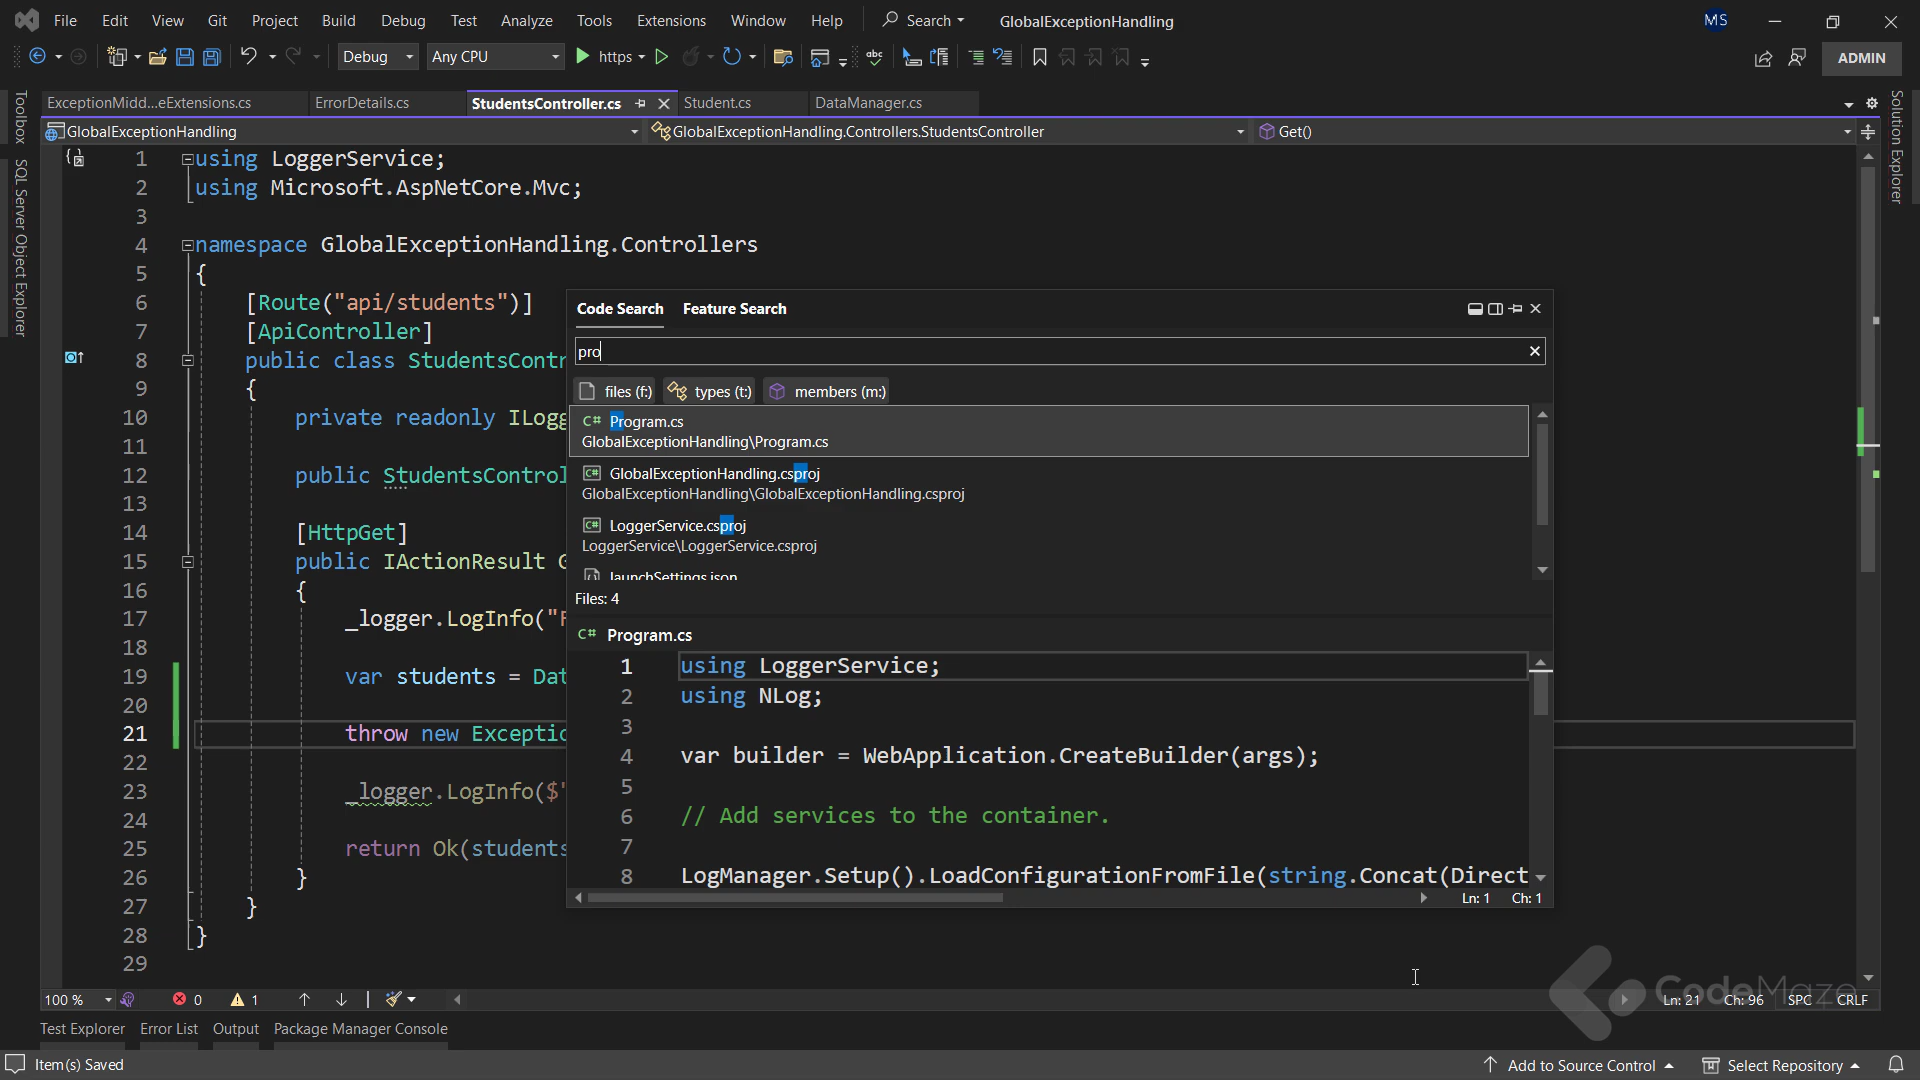 File Edit View Git Project Build Debug Test Analyze Tools Extensions Window Help Search GlobalExceptionHandling MS
Debug Any CPU https abc ADMIN
ExceptionMidd...eExtensions.cs ErrorDetails.cs StudentsController.cs Student.cs DataManager.cs
GlobalExceptionHandling GlobalExceptionHandling.Controllers.StudentsController Get()
Toolbox
SQL Server Object Explorer
Solution Explorer
1 using LoggerService;
2 using Microsoft.AspNetCore.Mvc;
3
4 namespace GlobalExceptionHandling.Controllers
5 {
6 [Route("api/students")]
7 [ApiController]
8 public class StudentsContr
9 {
10 private readonly ILogg
11
12 public StudentsControl
13
14 [HttpGet]
15 public IActionResult G
16 {
17 _logger.LogInfo("F
18
19 var students = Dat
20
21 throw new Exceptio
22
23 _logger.LogInfo($"
24
25 return Ok(students
26 }
27 }
28 }
29
Code Search Feature Search
pro
files (f:) types (t:) members (m:)
C# Program.cs
GlobalExceptionHandling\Program.cs
C# GlobalExceptionHandling.csproj
GlobalExceptionHandling\GlobalExceptionHandling.csproj
C# LoggerService.csproj
LoggerService\LoggerService.csproj
launchSettings.json
Files: 4
C# Program.cs
1 using LoggerService;
2 using NLog;
3
4 var builder = WebApplication.CreateBuilder(args);
5
6 // Add services to the container.
7
8 LogManager.Setup().LoadConfigurationFromFile(string.Concat(Direct
Ln: 1 Ch: 1
CodeMaze
100 % 0 1 Ln: 21 Ch: 96 SPC CRLF
Test Explorer Error List Output Package Manager Console
Item(s) Saved Add to Source Control Select Repository